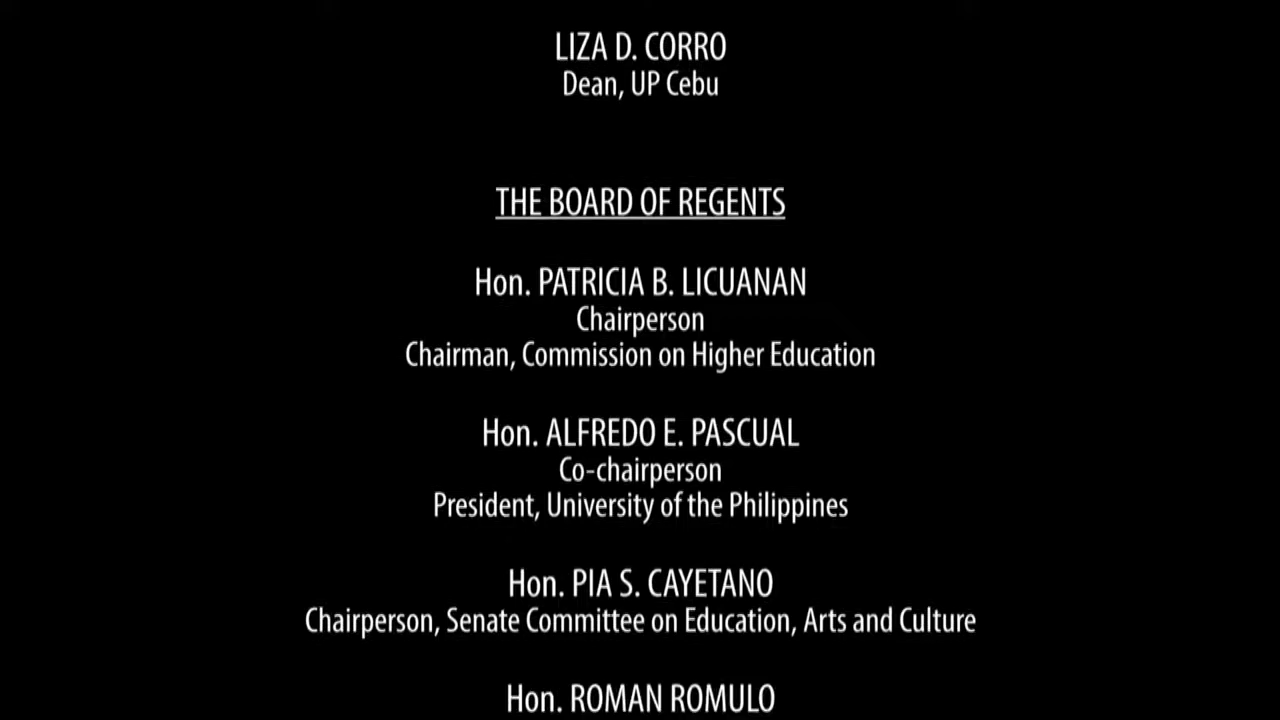 LIZA D. CORRO
Dean, UP Cebu
THE BOARD OF REGENTS
Hon. PATRICIA B. LICUANAN
Chairperson
Chairman, Commission on Higher Education
Hon. ALFREDO E. PASCUAL
Co-chairperson
President, University of the Philippines
Hon. PIA S. CAYETANO
Chairperson, Senate Committee on Education, Arts and Culture
Hon. ROMAN ROMULO